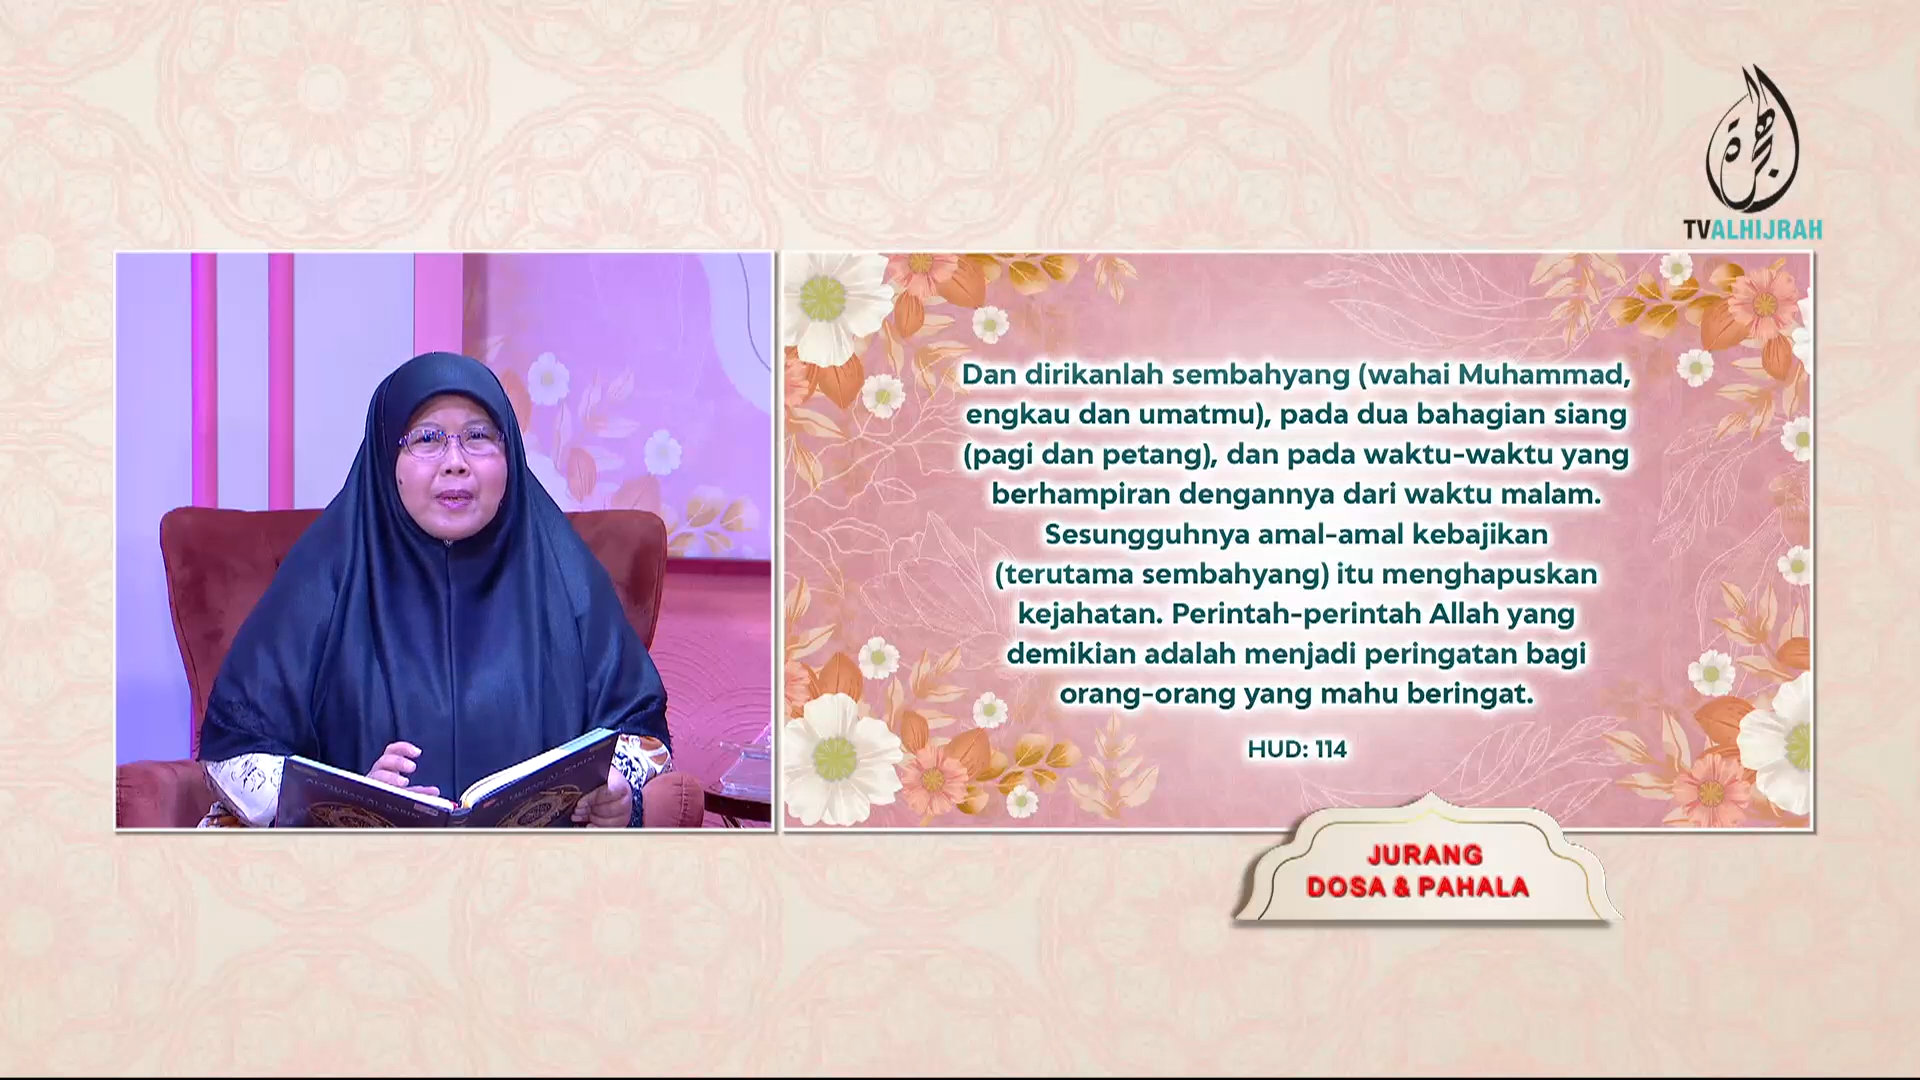 هجرة
TVALHIJRAH
Dan dirikanlah sembahyang (wahai Muhammad,
engkau dan umatmu), pada dua bahagian siang
(pagi dan petang), dan pada waktu-waktu yang
berhampiran dengannya dari waktu malam.
Sesungguhnya amal-amal kebajikan
(terutama sembahyang) itu menghapuskan
kejahatan. Perintah-perintah Allah yang
demikian adalah menjadi peringatan bagi
orang-orang yang mahu beringat.
HUD: 114
JURANG
DOSA & PAHALA